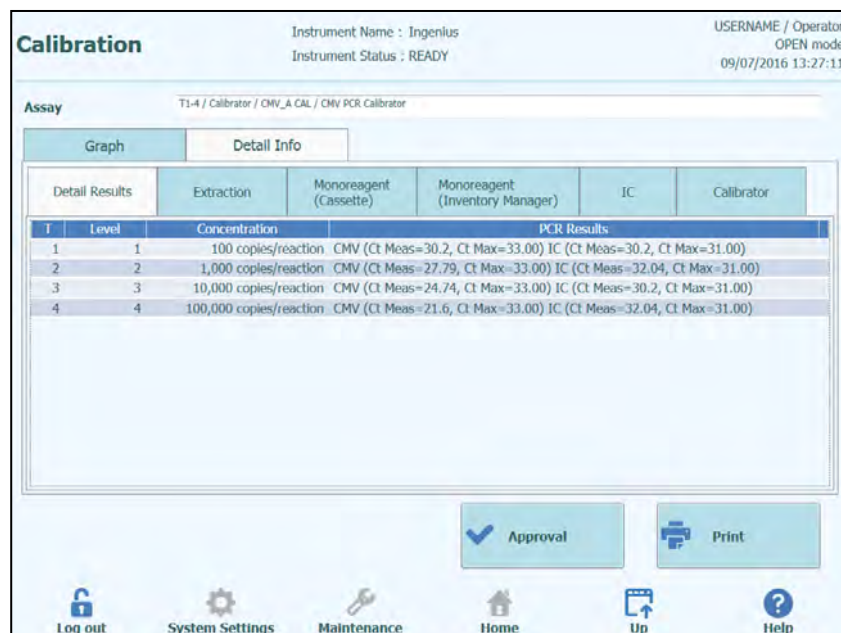 Calibration
Instrument Name : Ingenius
Instrument Status : READY
USERNAME / Operator
OPEN mode
09/07/2016 13:27:11
Assay
T1-4 / Calibrator / CMV_A CAL / CMV PCR Calibrator
Graph
Detail Info
Detail Results
Extraction
Monoreagent
(Cassette)
Monoreagent
(Inventory Manager)
IC
Calibrator
T Level Concentration PCR Results
1 1 100 copies/reaction CMV (Ct Meas=30.2, Ct Max=33.00) IC (Ct Meas=30.2, Ct Max=31.00)
2 2 1,000 copies/reaction CMV (Ct Meas=27.79, Ct Max=33.00) IC (Ct Meas=32.04, Ct Max=31.00)
3 3 10,000 copies/reaction CMV (Ct Meas=24.74, Ct Max=33.00) IC (Ct Meas=30.2, Ct Max=31.00)
4 4 100,000 copies/reaction CMV (Ct Meas=21.6, Ct Max=33.00) IC (Ct Meas=32.04, Ct Max=31.00)
Approval
Print
Log out
System Settings
Maintenance
Home
Up
Help